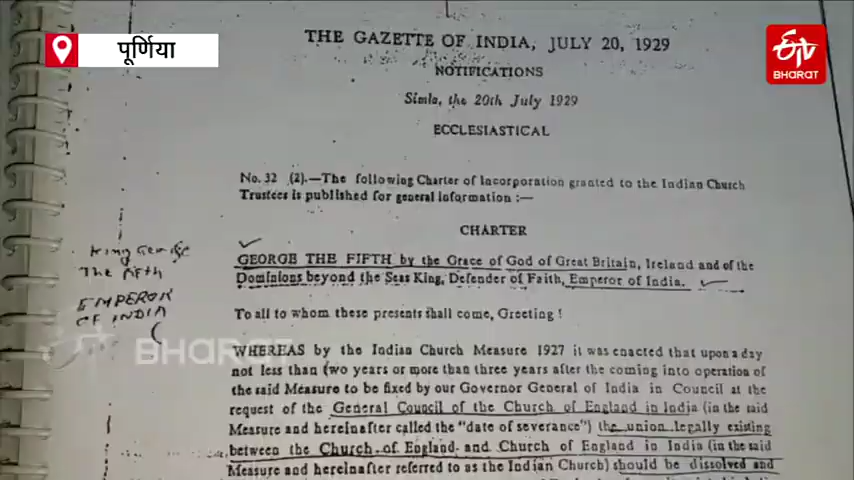 पूर्णिया
ETV
BHARAT
THE GAZETTE OF INDIA, JULY 20, 1929
NOTIFICATIONS
Simla, the 20th July 1929
ECCLESIASTICAL
No. 32 (2).—The following Charter of Incorporation granted to the Indian Church
Trustees is published for general information :—
CHARTER
GEORGE THE FIFTH by the Grace of God of Great Britain, Ireland and of the
Dominions beyond the Seas King, Defender of Faith, Emperor of India.
King George
The fifth
EMPEROR
OF INDIA
To all to whom these presents shall come, Greeting !
BHARAT
WHEREAS by the Indian Church Measure 1927 it was enacted that upon a day
not less than two years or more than three years after the coming into operation of
the said Measure to be fixed by our Governor General of India in Council at the
request of the General Council of the Church of England in India (in the said
Measure and hereinafter called the "date of severance") the union legally existing
between the Church of England and Church of England in India (in the said
Measure and hereinafter referred to as the Indian Church) should be dissolved and